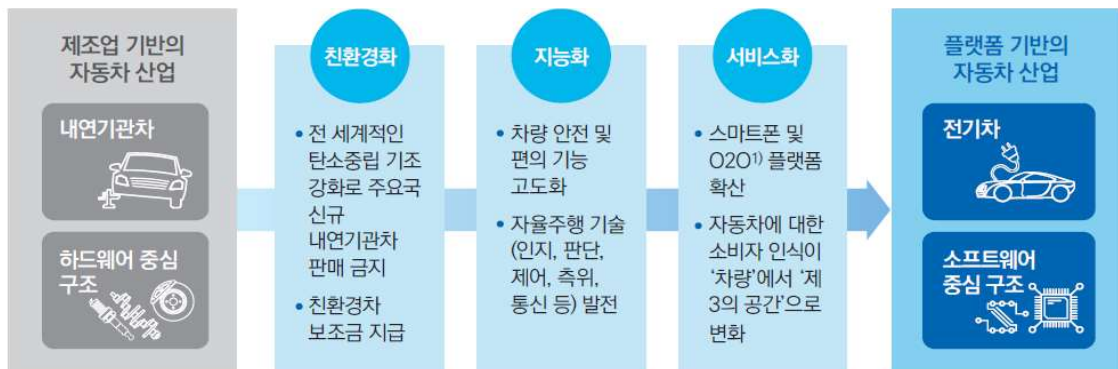 제조업 기반의
자동차 산업
내연기관차
하드웨어 중심
구조
친환경화
• 전 세계적인
탄소중립 기조
강화로 주요국
신규
내연기관차
판매 금지
• 친환경차
보조금 지급
지능화
• 차량 안전 및
편의 기능
고도화
• 자율주행 기술
(인지, 판단,
제어, 측위,
통신 등) 발전
서비스화
• 스마트폰 및
O2O¹⁾ 플랫폼
확산
• 자동차에 대한
소비자 인식이
‘차량’에서 ‘제
3의 공간’으로
변화
플랫폼 기반의
자동차 산업
전기차
소프트웨어
중심 구조